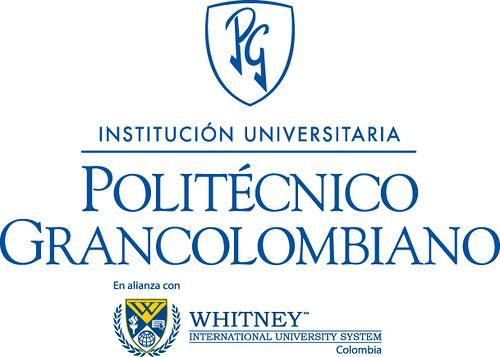 PG
INSTITUCIÓN UNIVERSITARIA
POLITÉCNICO
GRANCOLOMBIANO
En alianza con
W
WHITNEY™
INTERNATIONAL UNIVERSITY SYSTEM
Colombia